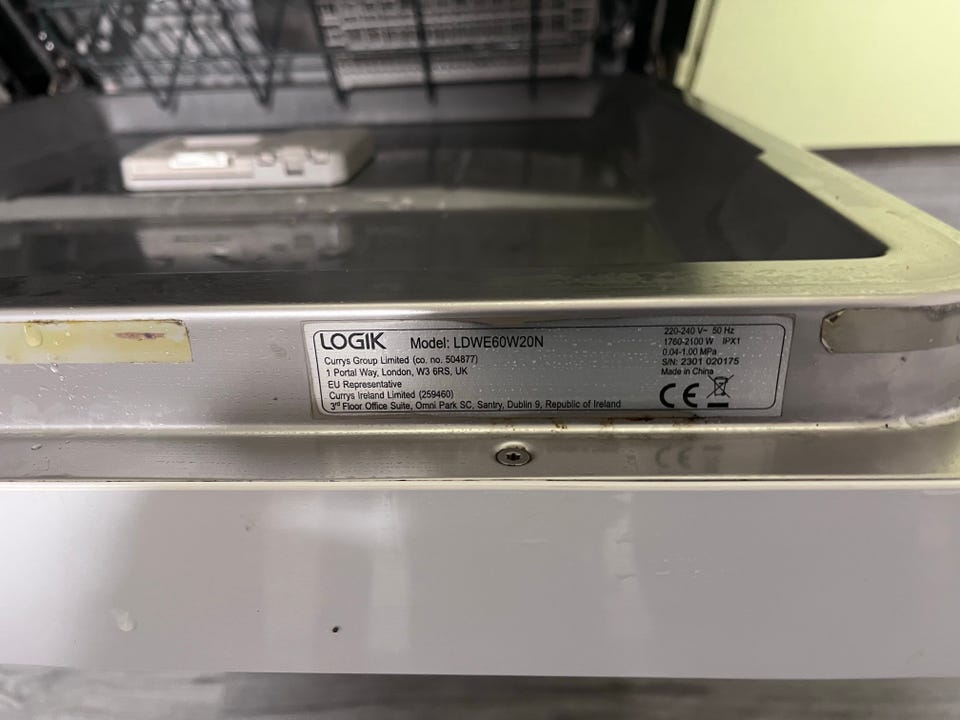 LOGIK Model: LDWE60W20N
Currys Group Limited (co. no. 504877)
1 Portal Way, London, W3 6RS, UK
EU Representative
Currys Ireland Limited (259460)
3rd Floor Office Suite, Omni Park SC, Santry, Dublin 9, Republic of Ireland
220-240 V~ 50 Hz
1760-2100 W IPX1
0.04-1.00 MPa
S/N: 2301 020175
Made in China
CE